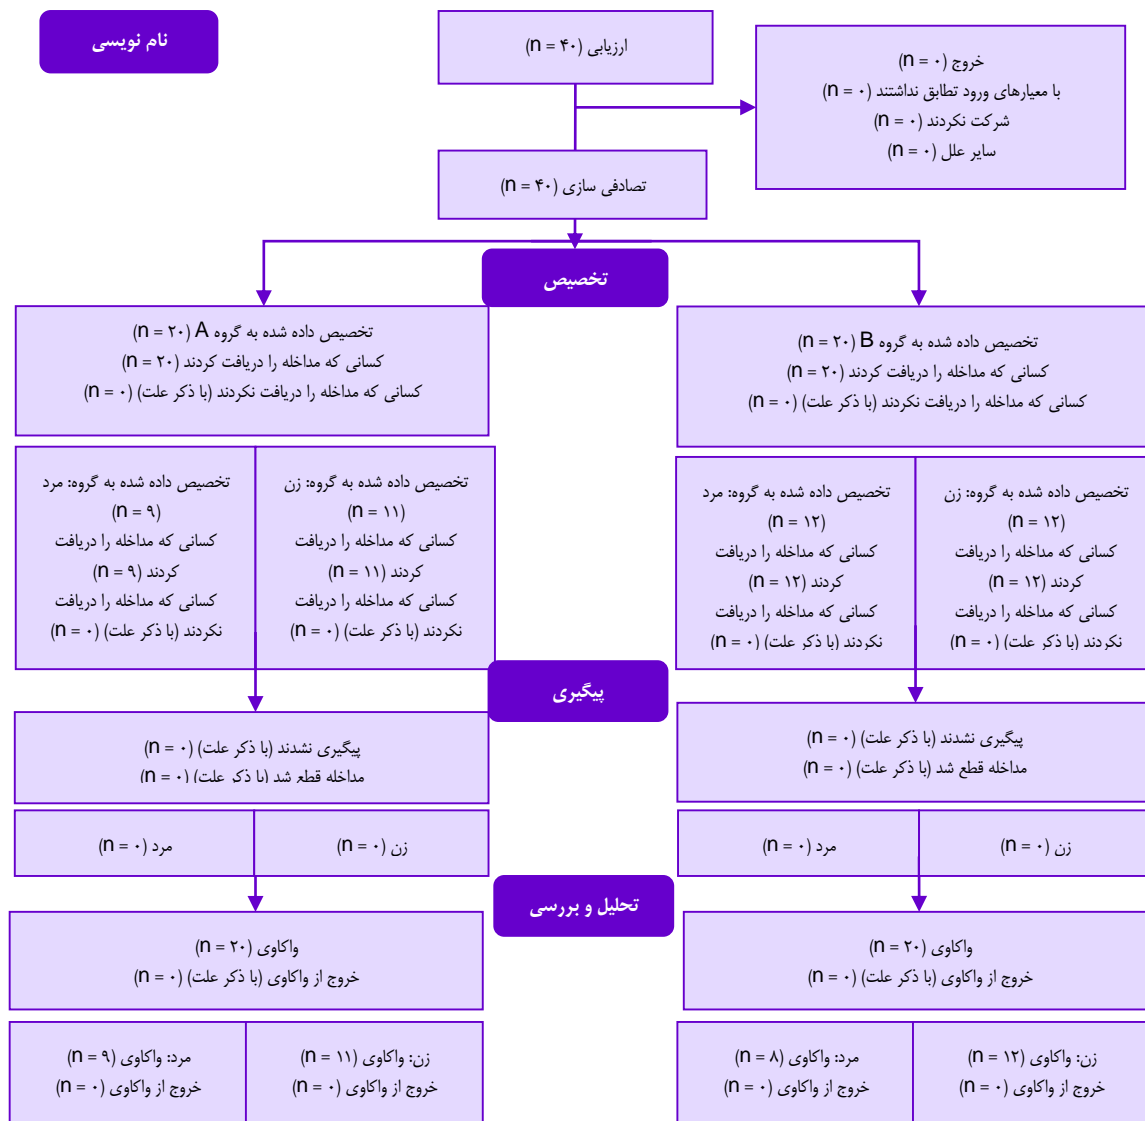 نام نویسی
ارزیابی (n = ۴۰)
خروج (n = ۰)
با معیارهای ورود تطابق نداشتند (n = ۰)
شرکت نکردند (n = ۰)
سایر علل (n = ۰)
تصادفی سازی (n = ۴۰)
تخصیص
تخصیص داده شده به گروه B (n = ۲۰)
کسانی که مداخله را دریافت کردند (n = ۲۰)
کسانی که مداخله را دریافت نکردند (با ذکر علت) (n = ۰)
تخصیص داده شده به گروه A (n = ۲۰)
کسانی که مداخله را دریافت کردند (n = ۲۰)
کسانی که مداخله را دریافت نکردند (با ذکر علت) (n = ۰)
تخصیص داده شده به گروه: زن
(n = ۱۲)
کسانی که مداخله را دریافت
کردند (n = ۱۲)
کسانی که مداخله را دریافت
نکردند (با ذکر علت) (n = ۰)
تخصیص داده شده به گروه: مرد
(n = ۱۲)
کسانی که مداخله را دریافت
کردند (n = ۱۲)
کسانی که مداخله را دریافت
نکردند (با ذکر علت) (n = ۰)
تخصیص داده شده به گروه: زن
(n = ۱۱)
کسانی که مداخله را دریافت
کردند (n = ۱۱)
کسانی که مداخله را دریافت
نکردند (با ذکر علت) (n = ۰)
تخصیص داده شده به گروه: مرد
(n = ۹)
کسانی که مداخله را دریافت
کردند (n = ۹)
کسانی که مداخله را دریافت
نکردند (با ذکر علت) (n = ۰)
پیگیری
پیگیری نشدند (با ذکر علت) (n = ۰)
مداخله قطع شد (با ذکر علت) (n = ۰)
پیگیری نشدند (با ذکر علت) (n = ۰)
مداخله قطع شد (با ذکر علت) (n = ۰)
زن (n = ۰)
مرد (n = ۰)
زن (n = ۰)
مرد (n = ۰)
تحلیل و بررسی
واکاوی (n = ۲۰)
خروج از واکاوی (با ذکر علت) (n = ۰)
واکاوی (n = ۲۰)
خروج از واکاوی (با ذکر علت) (n = ۰)
زن: واکاوی (n = ۱۲)
خروج از واکاوی (n = ۰)
مرد: واکاوی (n = ۸)
خروج از واکاوی (n = ۰)
زن: واکاوی (n = ۱۱)
خروج از واکاوی (n = ۰)
مرد: واکاوی (n = ۹)
خروج از واکاوی (n = ۰)